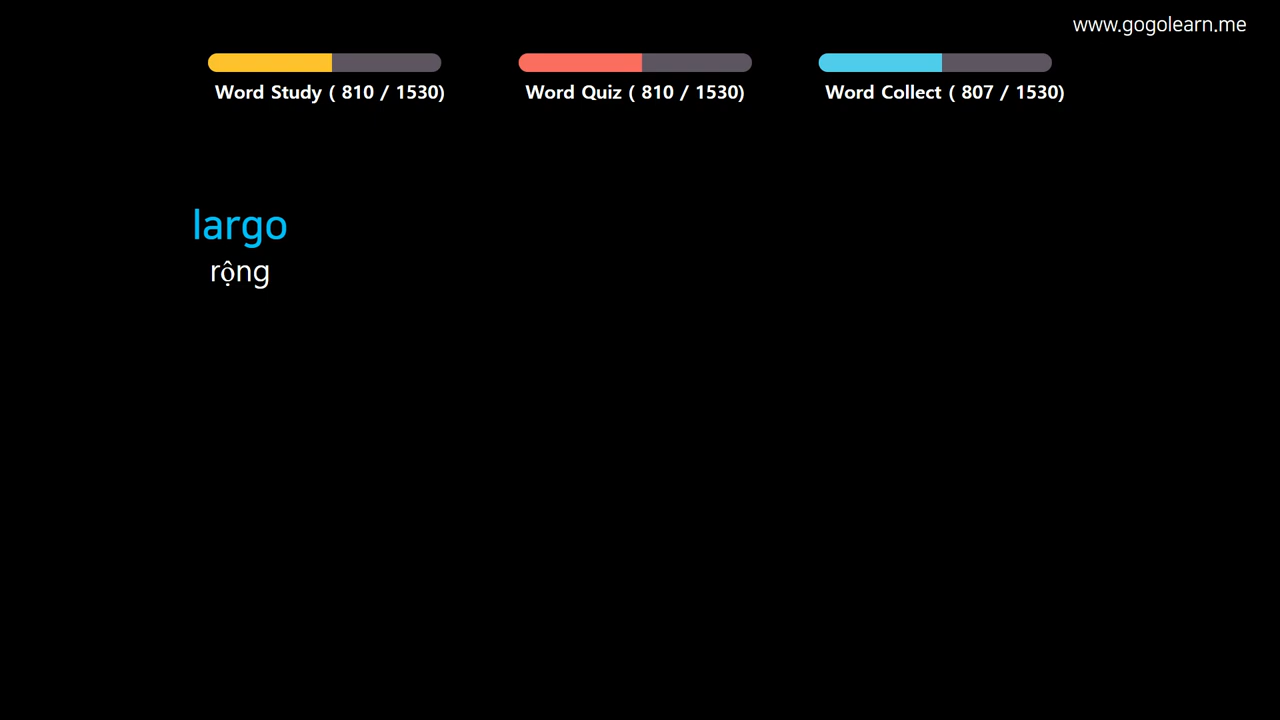 www.gogolearn.me
Word Study ( 810 / 1530)
Word Quiz ( 810 / 1530)
Word Collect ( 807 / 1530)
largo
rộng